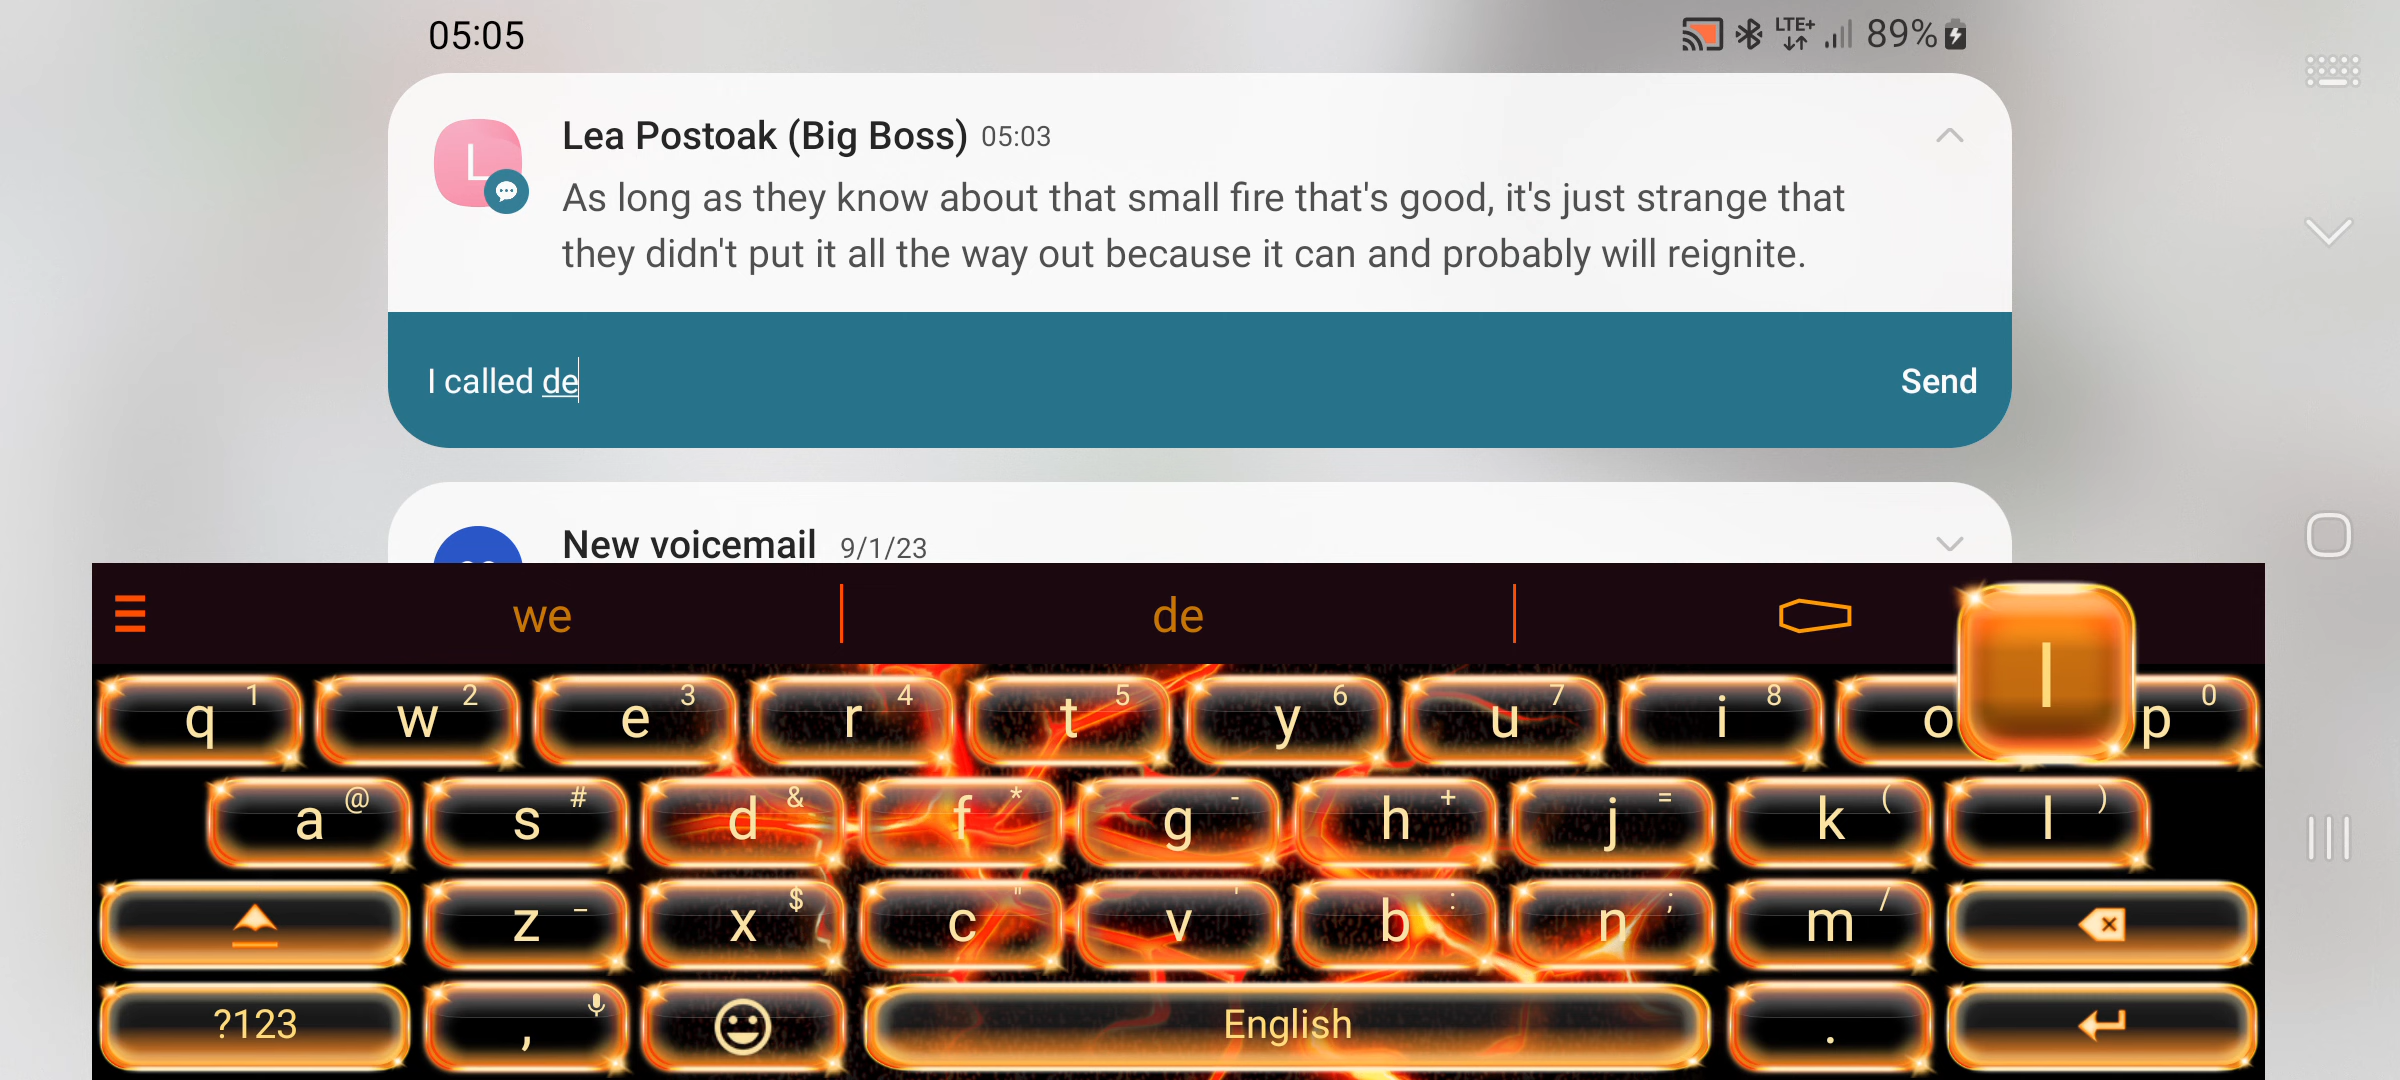 05:05
LTE+ 89%
Lea Postoak (Big Boss) 05:03
L
As long as they know about that small fire that's good, it's just strange that
they didn't put it all the way out because it can and probably will reignite.
I called de
Send
New voicemail 9/1/23
we de
l
q 1 w 2 e 3 r 4 t 5 y 6 u 7 i 8 o p 0
a @ s # d & f * g - h + j = k ( l )
z _ x $ c " v ' b : n ; m /
?123 , English .